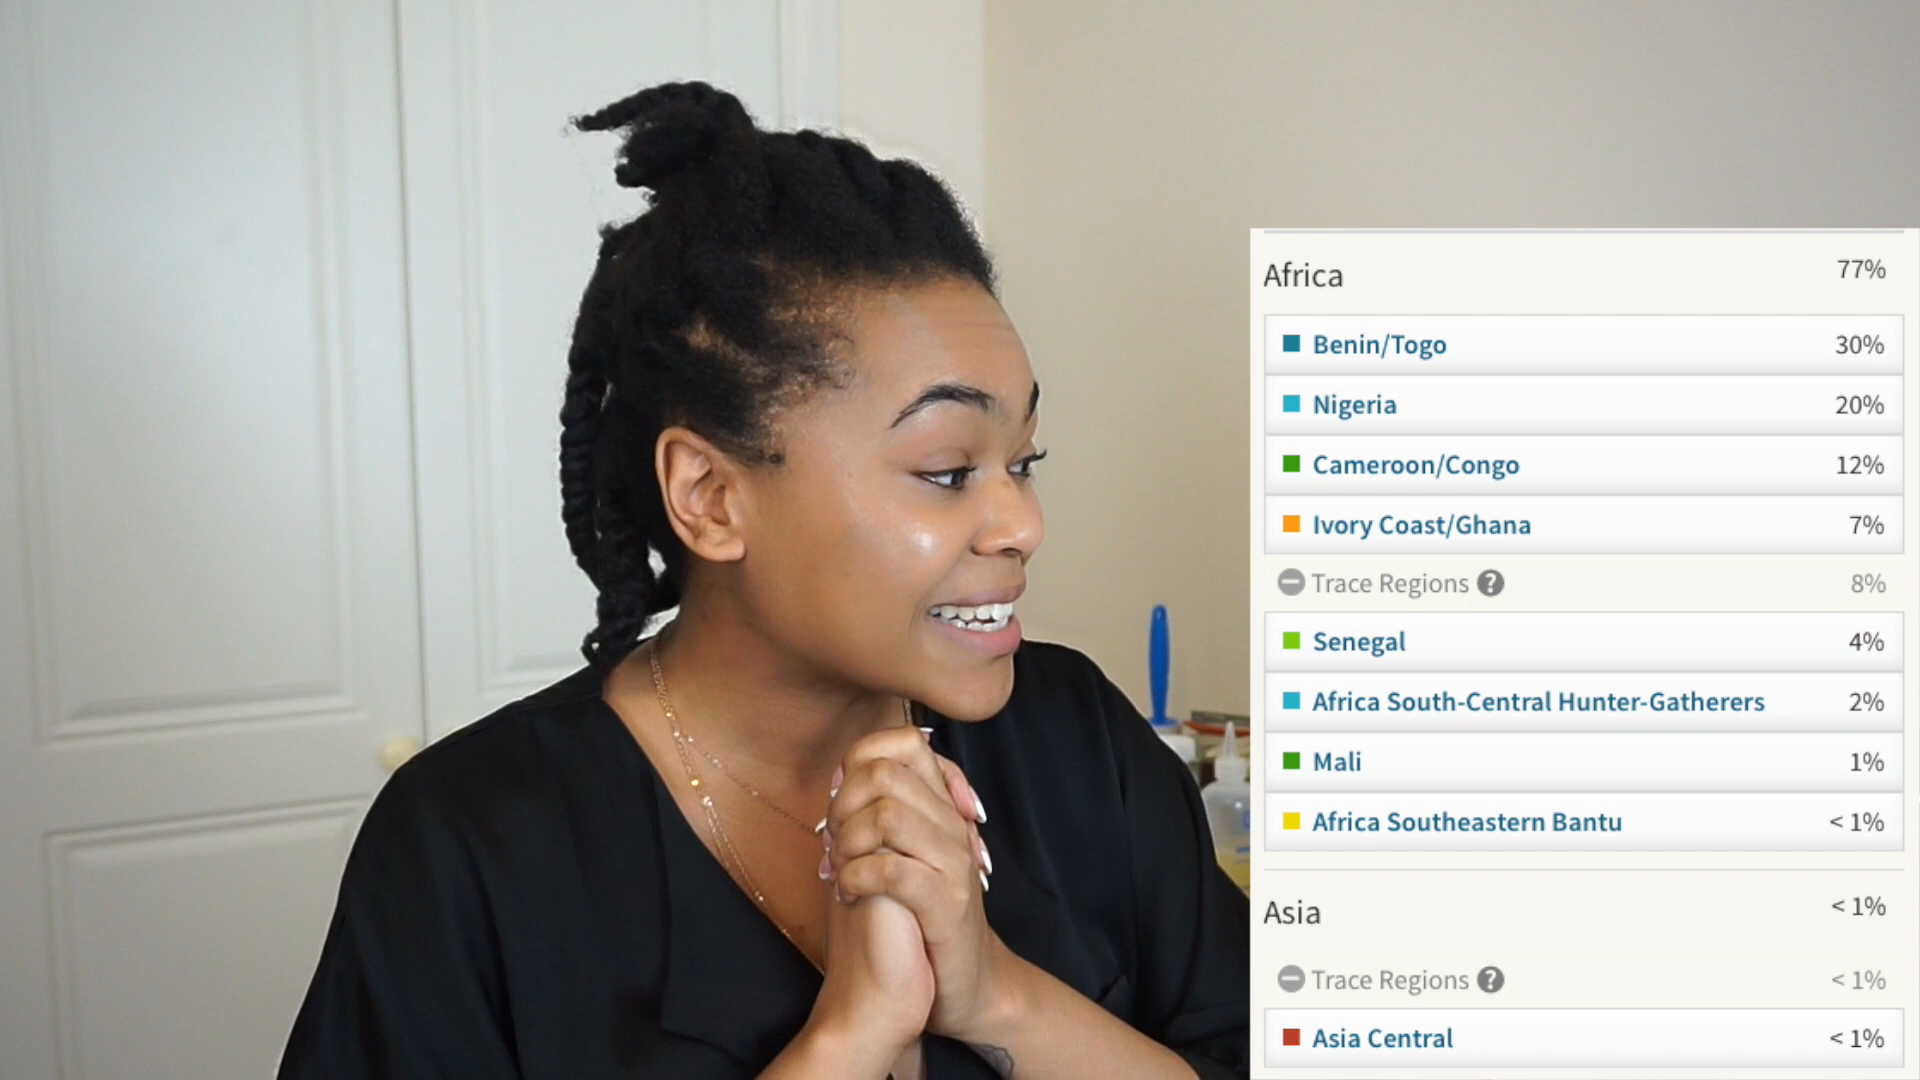 Africa 77%
Benin/Togo 30%
Nigeria 20%
Cameroon/Congo 12%
Ivory Coast/Ghana 7%
Trace Regions ? 8%
Senegal 4%
Africa South-Central Hunter-Gatherers 2%
Mali 1%
Africa Southeastern Bantu < 1%
Asia < 1%
Trace Regions ? < 1%
Asia Central < 1%